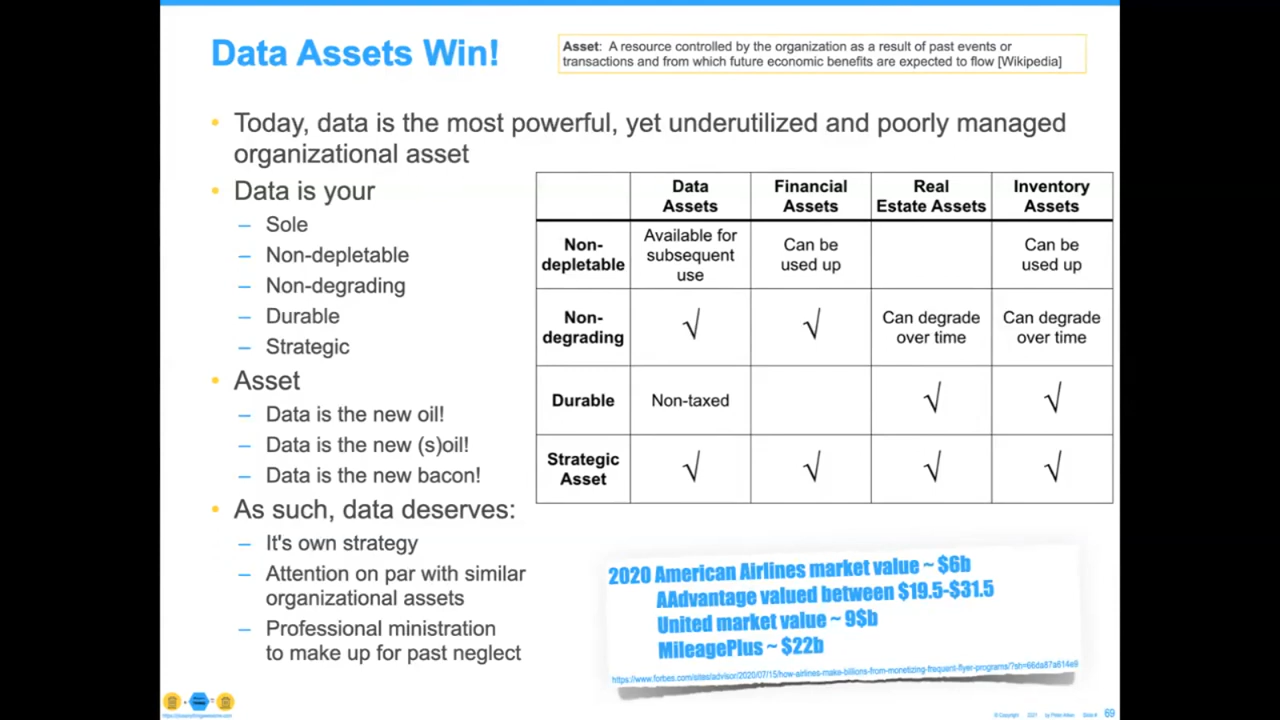 Data Assets Win!
Asset: A resource controlled by the organization as a result of past events or
transactions and from which future economic benefits are expected to flow [Wikipedia]
• Today, data is the most powerful, yet underutilized and poorly managed
organizational asset
• Data is your
– Sole
– Non-depletable
– Non-degrading
– Durable
– Strategic
• Asset
– Data is the new oil!
– Data is the new (s)oil!
– Data is the new bacon!
• As such, data deserves:
– It's own strategy
– Attention on par with similar
organizational assets
– Professional ministration
to make up for past neglect
Data Assets
Financial Assets
Real Estate Assets
Inventory Assets
Non-depletable
Available for subsequent use
Can be used up
Can be used up
Non-degrading
√
√
Can degrade over time
Can degrade over time
Durable
Non-taxed
√
√
Strategic Asset
√
√
√
√
2020 American Airlines market value ~ $6b
AAdvantage valued between $19.5-$31.5
United market value ~ 9$b
MileagePlus ~ $22b
https://www.forbes.com/sites/advisor/2020/07/15/how-airlines-make-billions-from-monetizing-frequent-flyer-programs/?sh=66da87a614e9
© Copyright 2021 by Peter Aiken Slide # 69